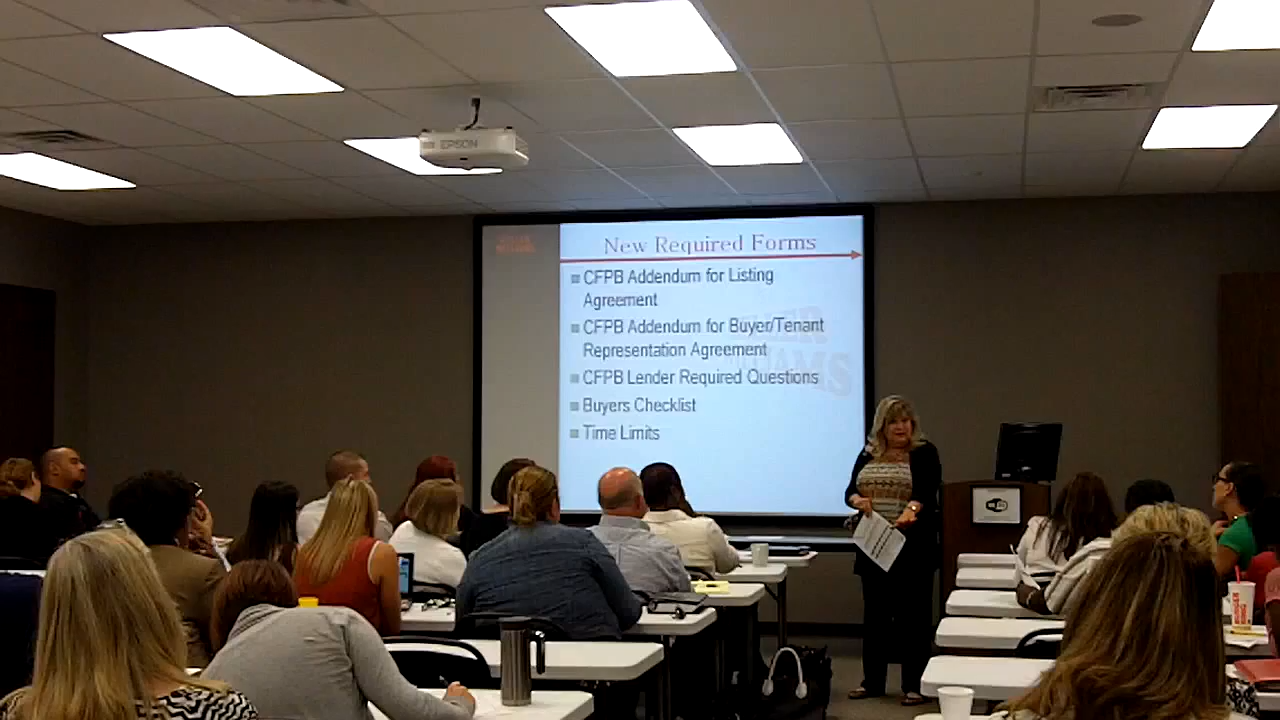 EPSON
New Required Forms
CFPB Addendum for Listing
Agreement
CFPB Addendum for Buyer/Tenant
Representation Agreement
CFPB Lender Required Questions
Buyers Checklist
Time Limits